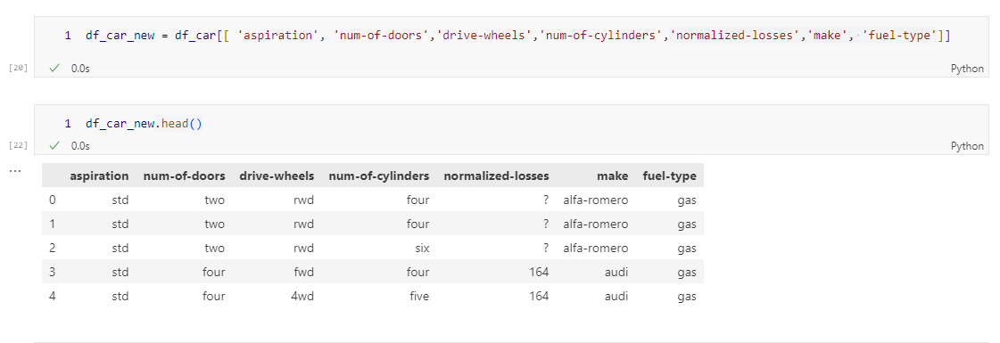 1 df_car_new = df_car[[ 'aspiration', 'num-of-doors','drive-wheels','num-of-cylinders','normalized-losses','make', 'fuel-type']]
[20] ✓ 0.0s Python
1 df_car_new.head()
[22] ✓ 0.0s Python
...
aspiration num-of-doors drive-wheels num-of-cylinders normalized-losses make fuel-type
0 std two rwd four ? alfa-romero gas
1 std two rwd four ? alfa-romero gas
2 std two rwd six ? alfa-romero gas
3 std four fwd four 164 audi gas
4 std four 4wd five 164 audi gas